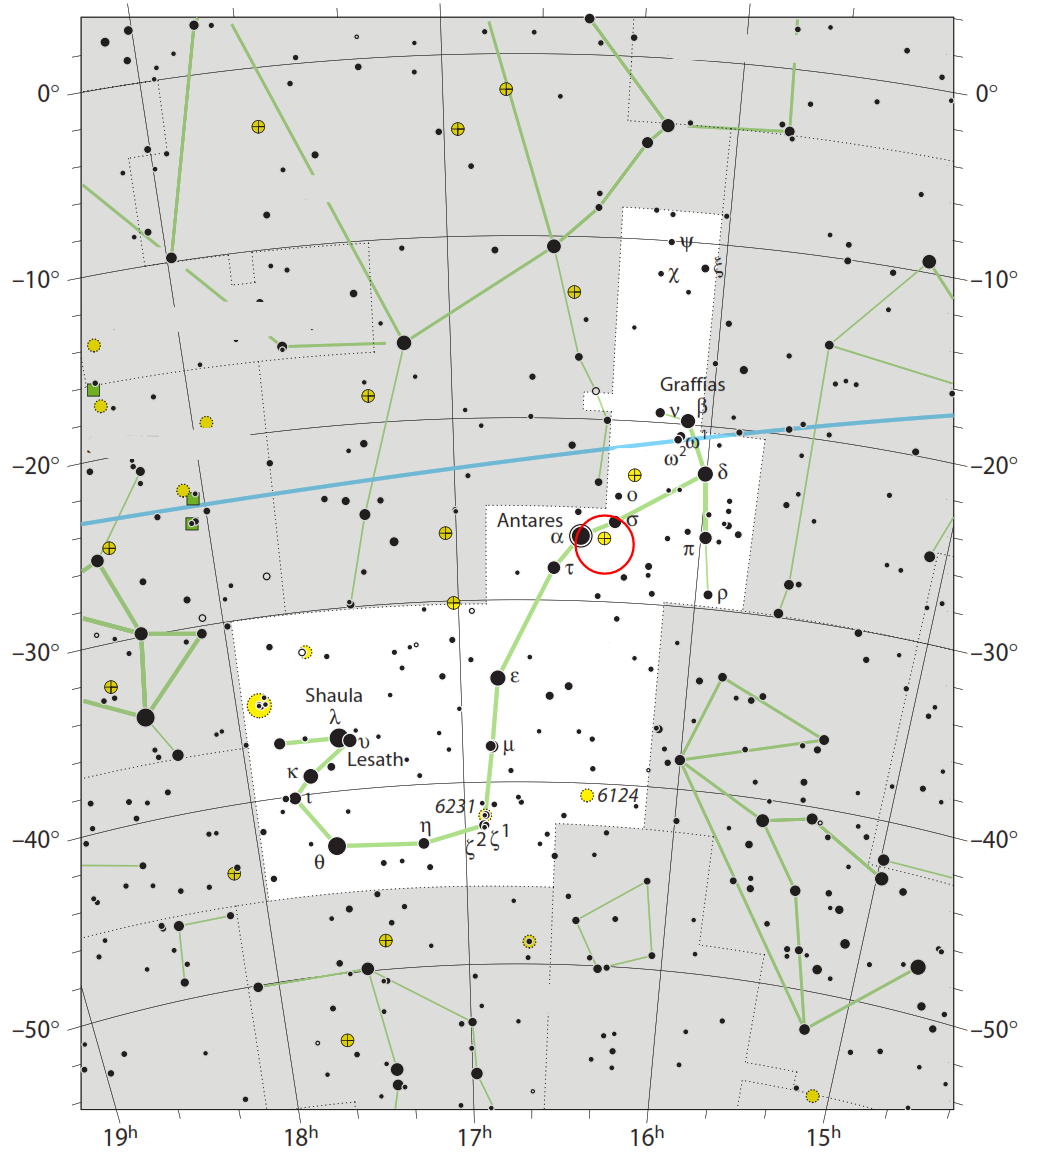 0° 0°
ψ
ξ
χ
–10° –10°
Graffias
ν β
ω¹
ω²
–20° δ –20°
ο
Antares σ
α
π
τ
ρ
–30° –30°
ε
Shaula
λ
υ μ
Lesath
κ
ι 6124
6231
–40° η –40°
ζ² ζ¹
θ
–50° –50°
19ʰ 18ʰ 17ʰ 16ʰ 15ʰ